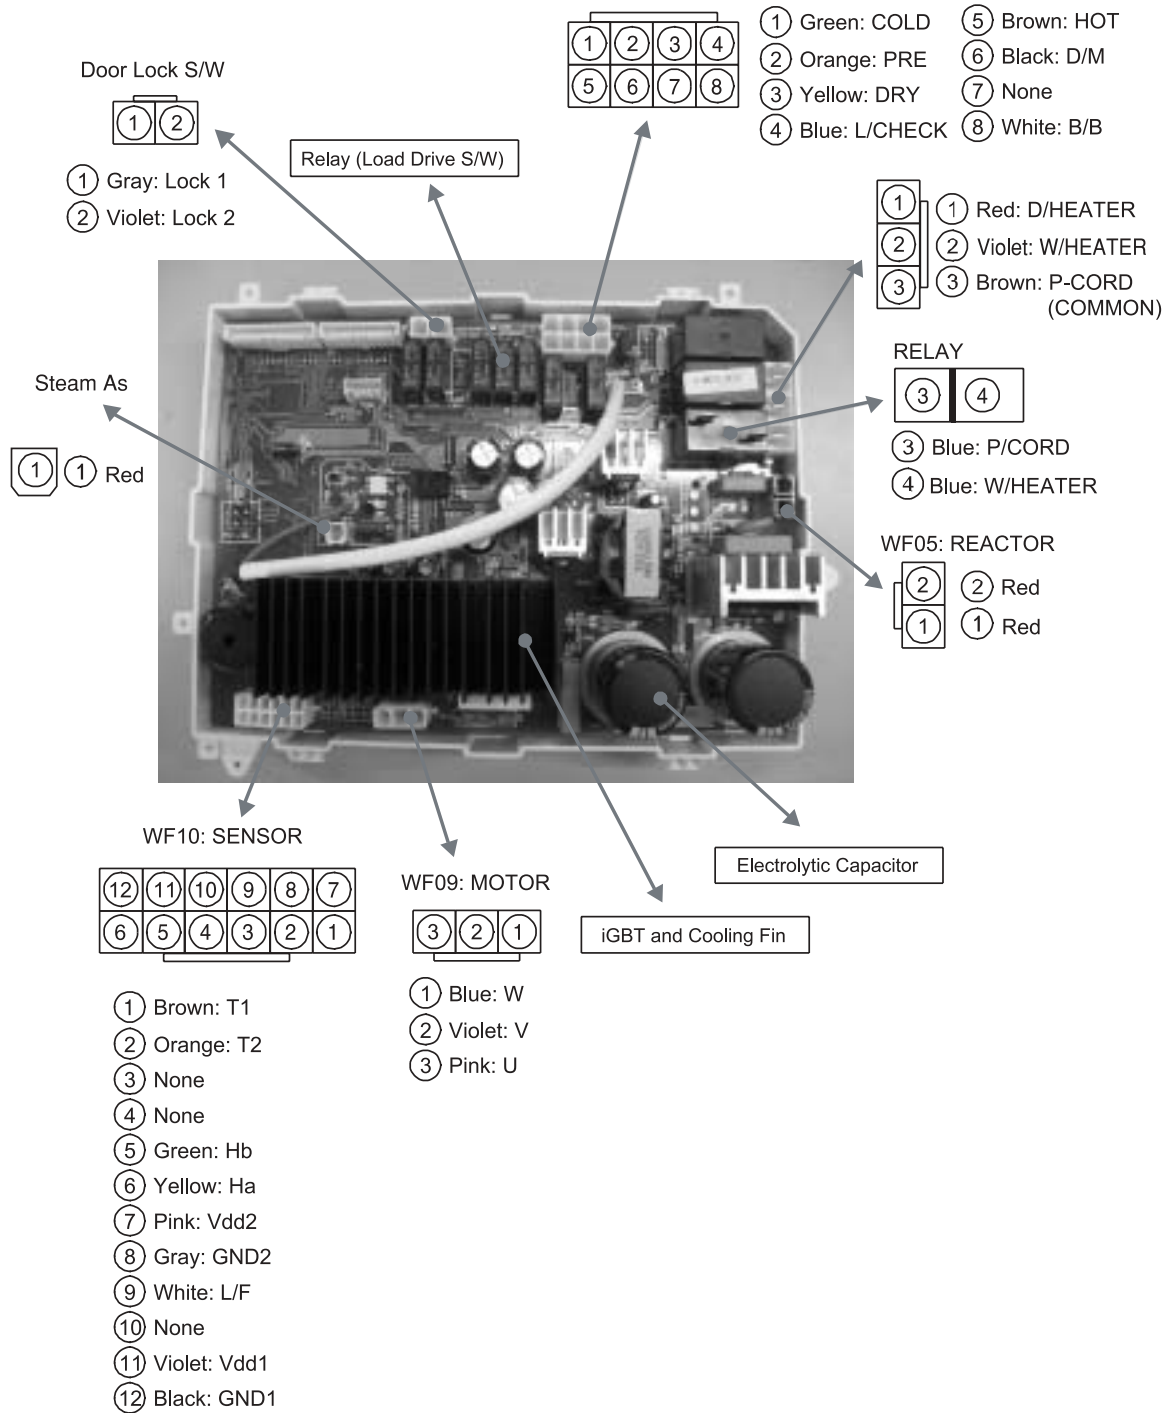 Door Lock S/W
1 2
1 Gray: Lock 1
2 Violet: Lock 2
Relay (Load Drive S/W)
1 2 3 4
5 6 7 8
1 Green: COLD
2 Orange: PRE
3 Yellow: DRY
4 Blue: L/CHECK
5 Brown: HOT
6 Black: D/M
7 None
8 White: B/B
1
2
3
1 Red: D/HEATER
2 Violet: W/HEATER
3 Brown: P-CORD
(COMMON)
RELAY
3 4
3 Blue: P/CORD
4 Blue: W/HEATER
Steam As
1 1 Red
WF05: REACTOR
2 2 Red
1 1 Red
WF10: SENSOR
12 11 10 9 8 7
6 5 4 3 2 1
1 Brown: T1
2 Orange: T2
3 None
4 None
5 Green: Hb
6 Yellow: Ha
7 Pink: Vdd2
8 Gray: GND2
9 White: L/F
10 None
11 Violet: Vdd1
12 Black: GND1
WF09: MOTOR
3 2 1
1 Blue: W
2 Violet: V
3 Pink: U
iGBT and Cooling Fin
Electrolytic Capacitor